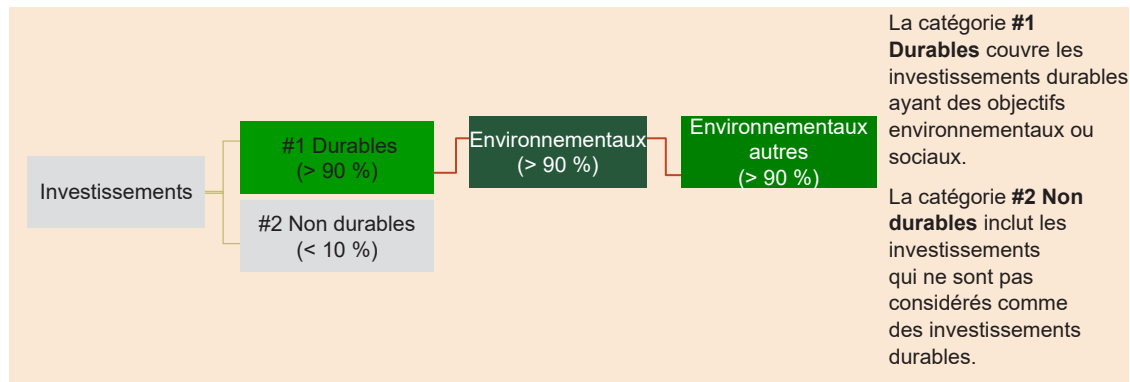 Investissements
#1 Durables
(> 90 %)
#2 Non durables
(< 10 %)
Environnementaux
(> 90 %)
Environnementaux
autres
(> 90 %)
La catégorie #1
Durables couvre les
investissements durables
ayant des objectifs
environnementaux ou
sociaux.
La catégorie #2 Non
durables inclut les
investissements
qui ne sont pas
considérés comme
des investissements
durables.